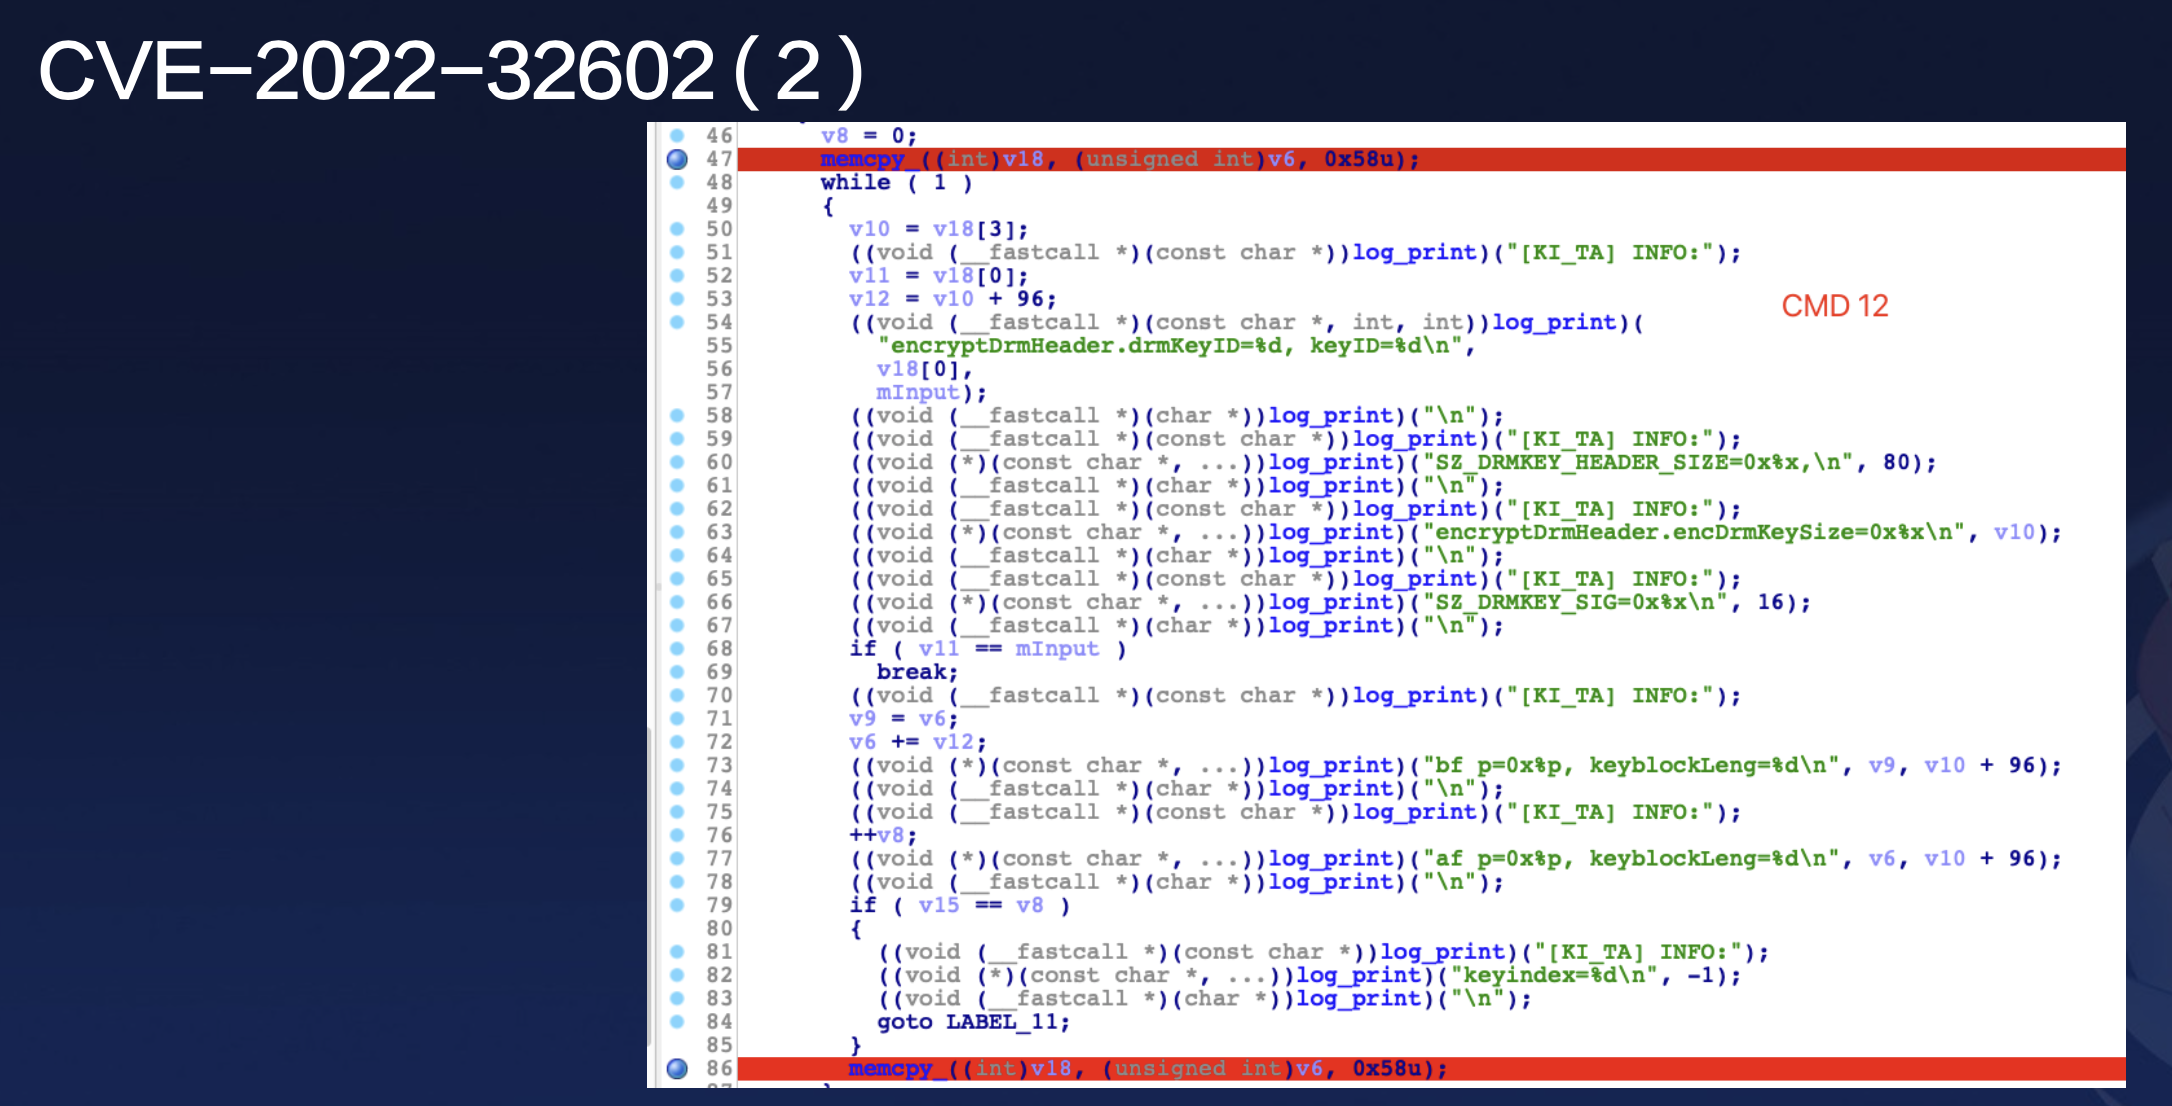 CVE-2022-32602(2)
46 v8 = 0;
47 memcpy_((int)v18, (unsigned int)v6, 0x58u);
48 while ( 1 )
49 {
50 v10 = v18[3];
51 ((void (__fastcall *)(const char *))log_print)("[KI_TA] INFO:");
52 v11 = v18[0];
53 v12 = v10 + 96;
CMD 12
54 ((void (__fastcall *)(const char *, int, int))log_print)(
55 "encryptDrmHeader.drmKeyID=%d, keyID=%d\n",
56 v18[0],
57 mInput);
58 ((void (__fastcall *)(char *))log_print)("\n");
59 ((void (__fastcall *)(const char *))log_print)("[KI_TA] INFO:");
60 ((void (*)(const char *, ...))log_print)("SZ_DRMKEY_HEADER_SIZE=0x%x,\n", 80);
61 ((void (__fastcall *)(char *))log_print)("\n");
62 ((void (__fastcall *)(const char *))log_print)("[KI_TA] INFO:");
63 ((void (*)(const char *, ...))log_print)("encryptDrmHeader.encDrmKeySize=0x%x\n", v10);
64 ((void (__fastcall *)(char *))log_print)("\n");
65 ((void (__fastcall *)(const char *))log_print)("[KI_TA] INFO:");
66 ((void (*)(const char *, ...))log_print)("SZ_DRMKEY_SIG=0x%x\n", 16);
67 ((void (__fastcall *)(char *))log_print)("\n");
68 if ( v11 == mInput )
69 break;
70 ((void (__fastcall *)(const char *))log_print)("[KI_TA] INFO:");
71 v9 = v6;
72 v6 += v12;
73 ((void (*)(const char *, ...))log_print)("bf p=0x%p, keyblockLeng=%d\n", v9, v10 + 96);
74 ((void (__fastcall *)(char *))log_print)("\n");
75 ((void (__fastcall *)(const char *))log_print)("[KI_TA] INFO:");
76 ++v8;
77 ((void (*)(const char *, ...))log_print)("af p=0x%p, keyblockLeng=%d\n", v6, v10 + 96);
78 ((void (__fastcall *)(char *))log_print)("\n");
79 if ( v15 == v8 )
80 {
81 ((void (__fastcall *)(const char *))log_print)("[KI_TA] INFO:");
82 ((void (*)(const char *, ...))log_print)("keyindex=%d\n", -1);
83 ((void (__fastcall *)(char *))log_print)("\n");
84 goto LABEL_11;
85 }
86 memcpy_((int)v18, (unsigned int)v6, 0x58u);